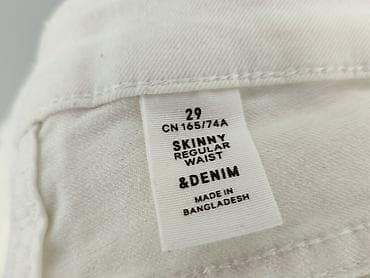 29
CN 165/74A
SKINNY
REGULAR
WAIST
&DENIM
MADE IN
BANGLADESH